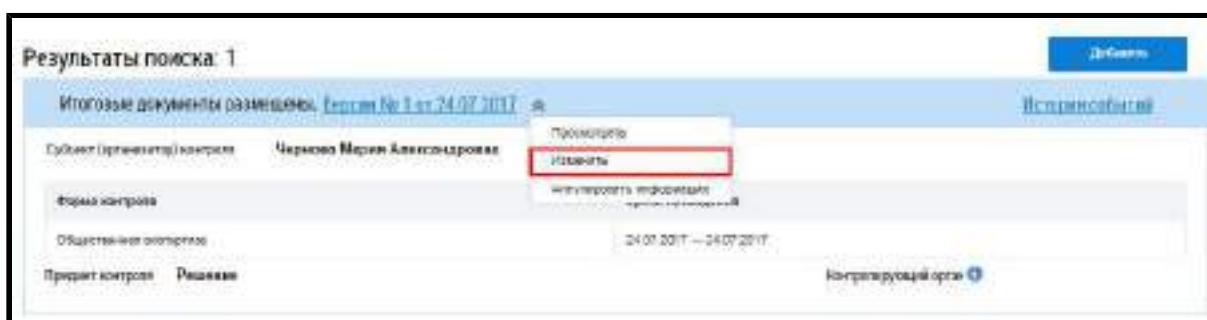 Результаты поиска: 1
Добавить
Итоговые документы размещены. Версия № 1 от 24.07.2017
История событий
Просмотреть
Субъект (организатор) контроля Чернова Мария Александровна
Изменить
Аннулировать информацию
Форма контроля
Общественная экспертиза 24.07.2017 — 24.07.2017
Предмет контроля Решение Контролирующий орган